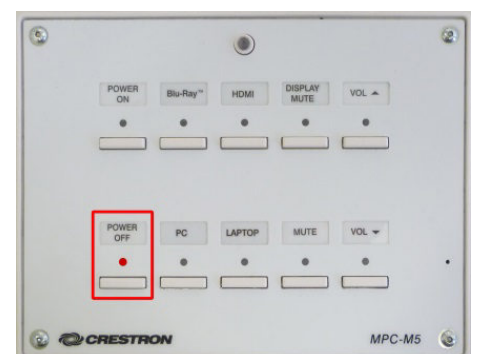 POWER
ON
Blu-Ray™
HDMI
DISPLAY
MUTE
VOL ▲
POWER
OFF
PC
LAPTOP
MUTE
VOL ▼
CRESTRON
MPC-M5